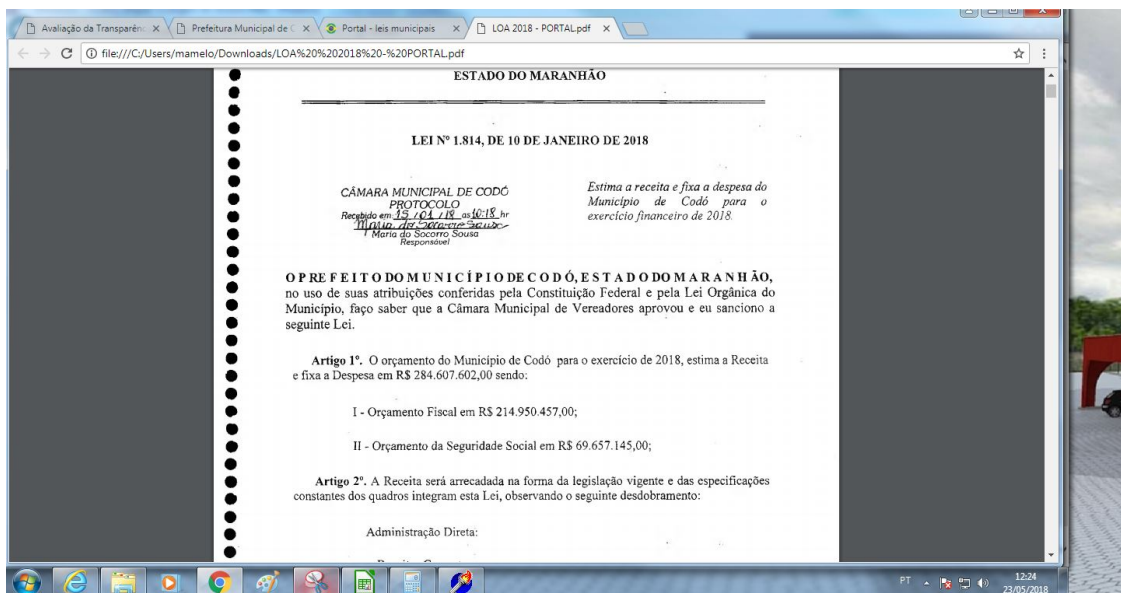 Avaliação da Transparên
Prefeitura Municipal de C
Portal - leis municipais
LOA 2018 - PORTAL.pdf
file:///C:/Users/mamelo/Downloads/LOA%20%202018%20-%20PORTAL.pdf
ESTADO DO MARANHÃO
LEI Nº 1.814, DE 10 DE JANEIRO DE 2018
CÂMARA MUNICIPAL DE CODÓ
PROTOCOLO
Recebido em 15 / 01 / 18 as 10:18 hr
Maria do Socorro Sousa
Maria do Socorro Sousa
Responsável
Estima a receita e fixa a despesa do
Município de Codó para o
exercício financeiro de 2018.
O P R E F E I T O D O M U N I C Í P I O D E C O D Ó, E S T A D O D O M A R A N H Ã O,
no uso de suas atribuições conferidas pela Constituição Federal e pela Lei Orgânica do
Município, faço saber que a Câmara Municipal de Vereadores aprovou e eu sanciono a
seguinte Lei.
Artigo 1º. O orçamento do Município de Codó para o exercício de 2018, estima a Receita
e fixa a Despesa em R$ 284.607.602,00 sendo:
I - Orçamento Fiscal em R$ 214.950.457,00;
II - Orçamento da Seguridade Social em R$ 69.657.145,00;
Artigo 2º. A Receita será arrecadada na forma da legislação vigente e das especificações
constantes dos quadros integram esta Lei, observando o seguinte desdobramento:
Administração Direta:
PT
12:24
23/05/2018